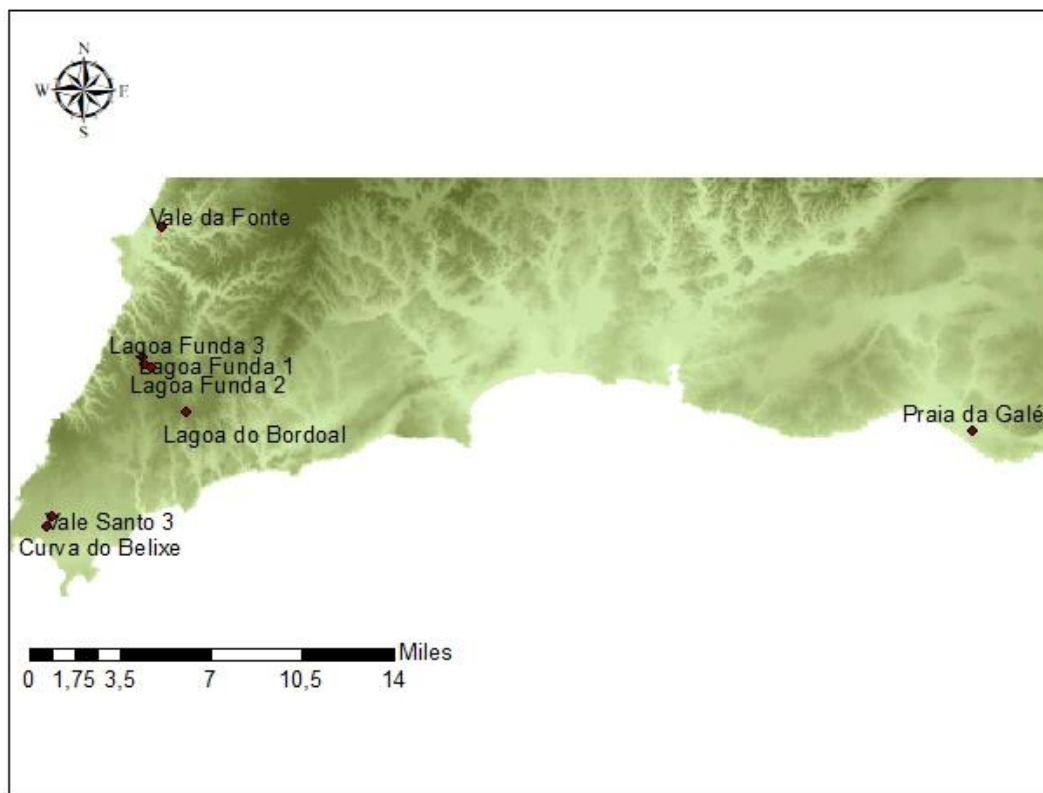 N
W E
S
Vale da Fonte
Lagoa Funda 3
Lagoa Funda 1
Lagoa Funda 2
Praia da Galé
Lagoa do Bordoal
Vale Santo 3
Curva do Belixe
Miles
0 1,75 3,5 7 10,5 14